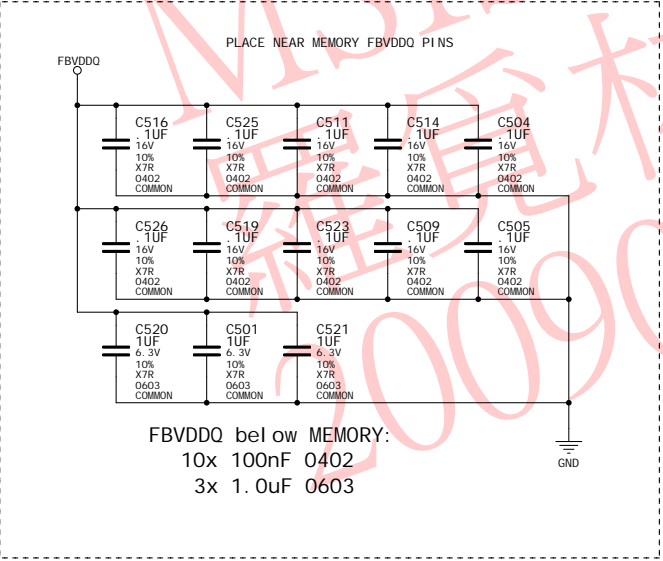 PLACE NEAR MEMORY FBVDDQ PINS
FBVDDQ
C516
.1UF
16V
10%
X7R
0402
COMMON
C525
.1UF
16V
10%
X7R
0402
COMMON
C511
.1UF
16V
10%
X7R
0402
COMMON
C514
.1UF
16V
10%
X7R
0402
COMMON
C504
.1UF
16V
10%
X7R
0402
COMMON
C526
.1UF
16V
10%
X7R
0402
COMMON
C519
.1UF
16V
10%
X7R
0402
COMMON
C523
.1UF
16V
10%
X7R
0402
COMMON
C509
.1UF
16V
10%
X7R
0402
COMMON
C505
.1UF
16V
10%
X7R
0402
COMMON
C520
1UF
6.3V
10%
X7R
0603
COMMON
C501
1UF
6.3V
10%
X7R
0603
COMMON
C521
1UF
6.3V
10%
X7R
0603
COMMON
FBVDDQ below MEMORY:
10x 100nF 0402
3x 1.0uF 0603
GND
羅覓
20090